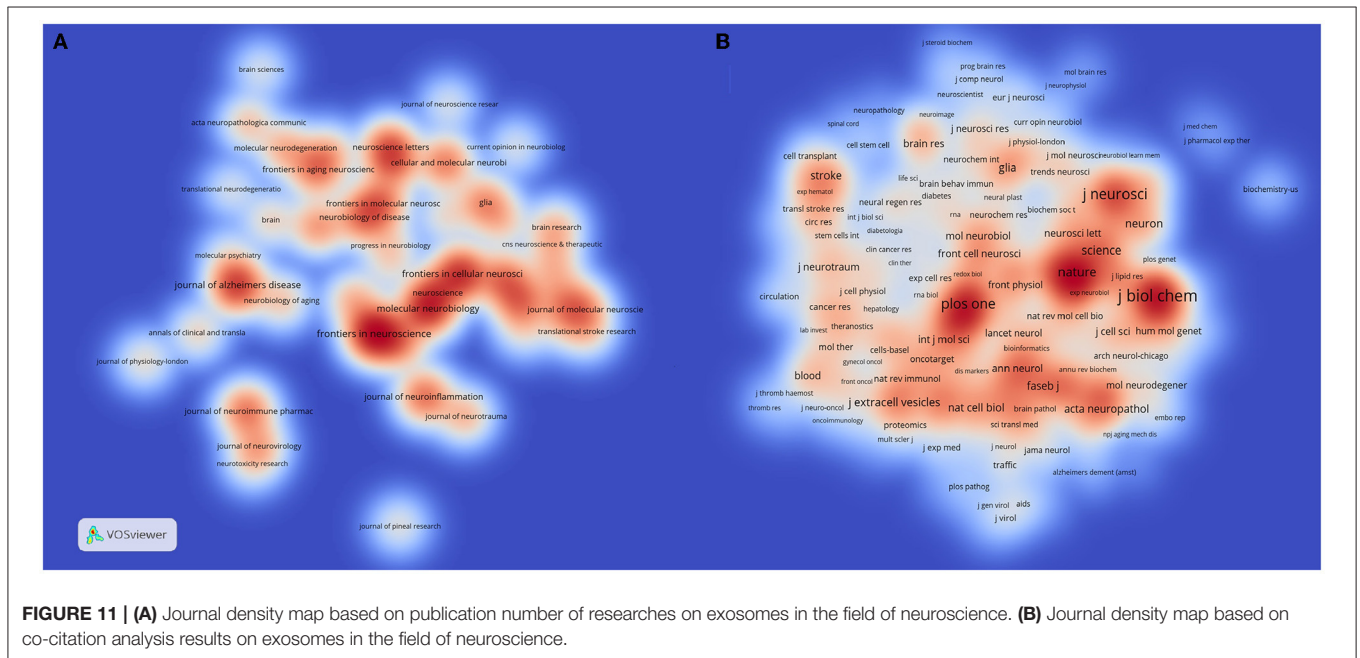 A
brain sciences
journal of neuroscience resear
acta neuropathologica communic
molecular neurodegeneration
neuroscience letters
current opinion in neurobiolog
cellular and molecular neurobi
frontiers in aging neuroscienc
translational neurodegeneratio
frontiers in molecular neurosc
glia
neurobiology of disease
brain
brain research
progress in neurobiology
cns neuroscience & therapeutic
molecular psychiatry
frontiers in cellular neurosci
journal of alzheimers disease
neuroscience
neurobiology of aging
molecular neurobiology
journal of molecular neuroscie
annals of clinical and transla
frontiers in neuroscience
translational stroke research
journal of physiology-london
journal of neuroinflammation
journal of neuroimmune pharmac
journal of neurotrauma
journal of neurovirology
neurotoxicity research
journal of pineal research
VOSviewer
B
j steroid biochem
prog brain res
mol brain res
j comp neurol
j neurophysiol
neuroscientist
eur j neurosci
neuropathology
neuroimage
spinal cord
curr opin neurobiol
j neurosci res
j med chem
cell stem cell
brain res
j physiol-london
j pharmacol exp ther
cell transplant
neurochem int
j mol neurosci
neurobiol learn mem
stroke
glia
trends neurosci
life sci
brain behav immun
exp hematol
diabetes
neural plast
j neurosci
biochemistry-us
transl stroke res
neural regen res
rna
neurochem res
biochem soc t
circ res
int j biol sci
neuron
stem cells int
diabetologia
mol neurobiol
neurosci lett
clin cancer res
front cell neurosci
science
clin ther
plos genet
j neurotraum
exp cell res
redox biol
nature
j lipid res
front physiol
circulation
j cell physiol
rna biol
exp neurobiol
j biol chem
cancer res
hepatology
plos one
nat rev mol cell bio
lab invest
theranostics
lancet neurol
j cell sci
hum mol genet
mol ther
cells-basel
int j mol sci
bioinformatics
arch neurol-chicago
gynecol oncol
oncotarget
blood
front oncol
nat rev immunol
dis markers
ann neurol
annu rev biochem
faseb j
mol neurodegener
j thromb haemost
thromb res
j neuro-oncol
j extracell vesicles
nat cell biol
brain pathol
acta neuropathol
embo rep
oncoimmunology
proteomics
sci transl med
mult scler j
j exp med
j neurol
jama neurol
npj aging mech dis
traffic
alzheimers dement (amst)
plos pathog
j gen virol
aids
j virol
FIGURE 11 | (A) Journal density map based on publication number of researches on exosomes in the field of neuroscience. (B) Journal density map based on
co-citation analysis results on exosomes in the field of neuroscience.